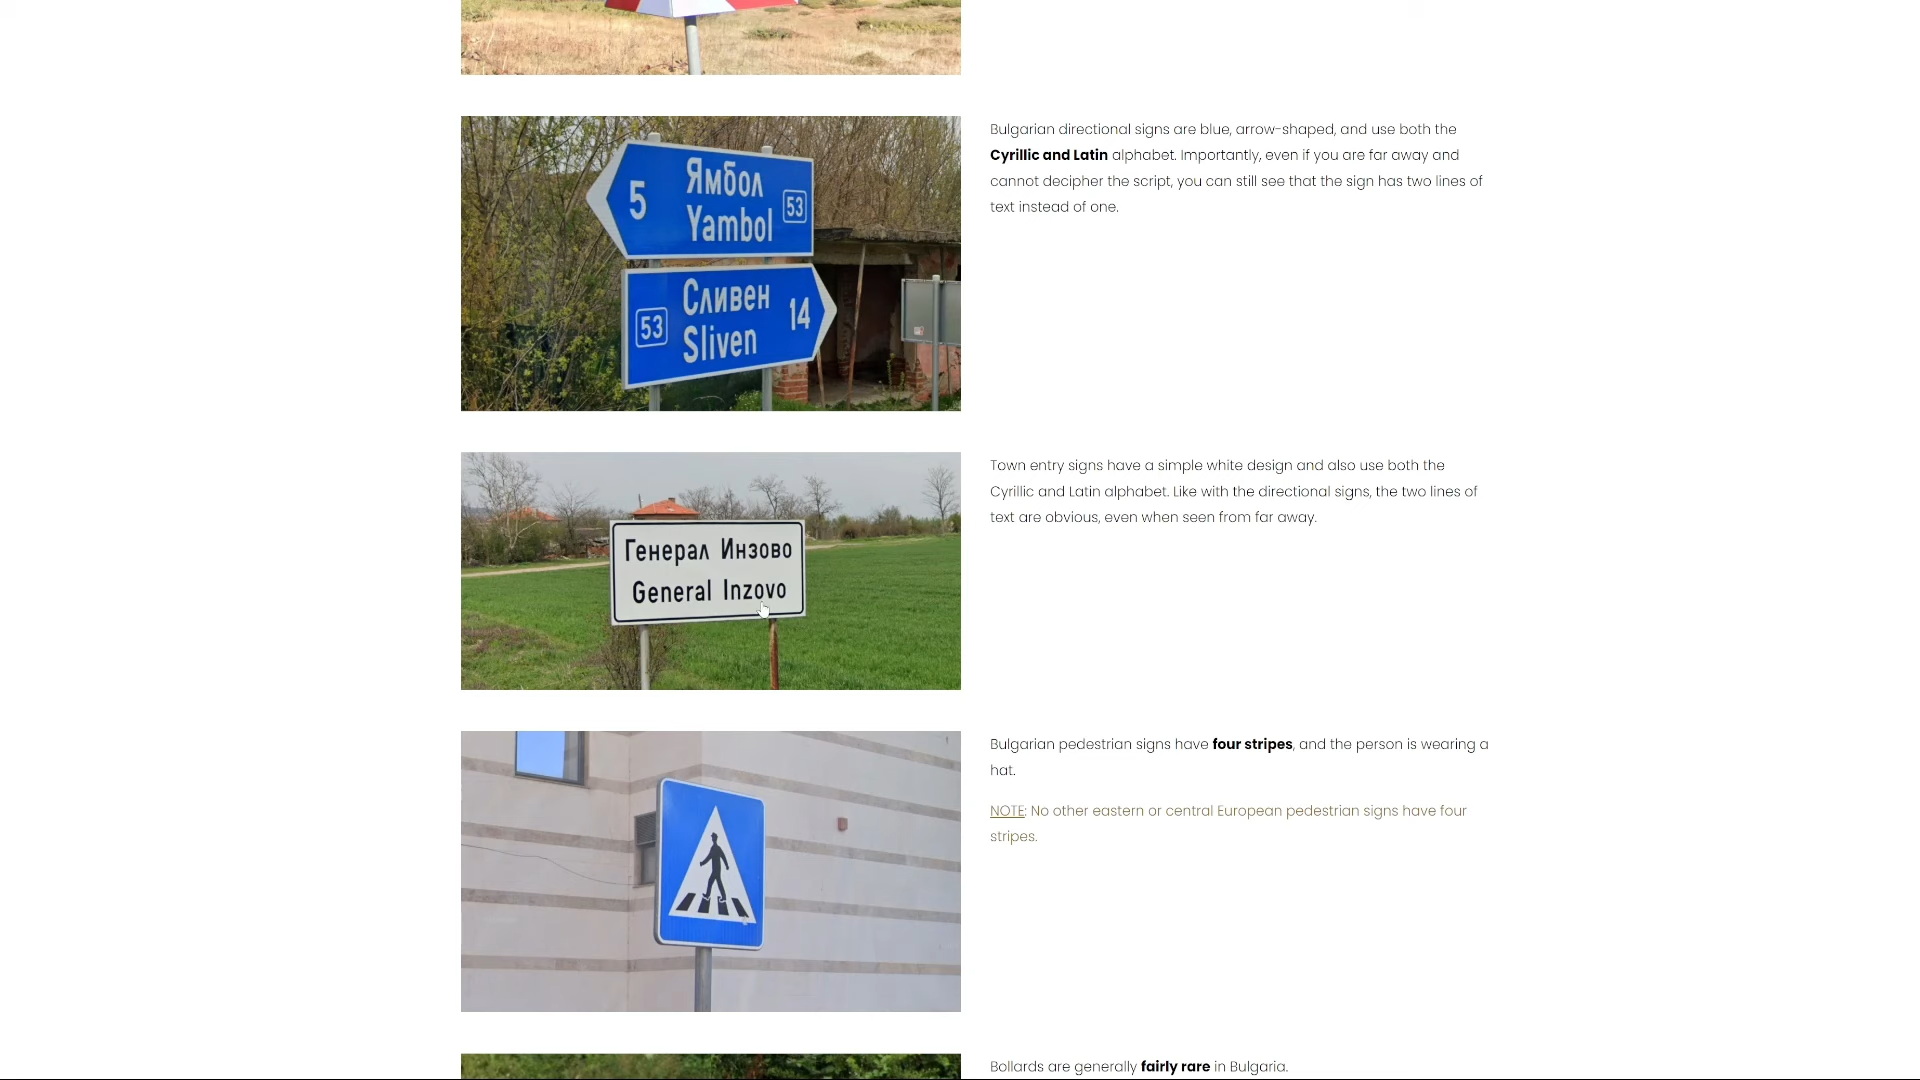 5
Ямбол
Yambol
53
53
Сливен
Sliven
14
Bulgarian directional signs are blue, arrow-shaped, and use both the
Cyrillic and Latin alphabet. Importantly, even if you are far away and
cannot decipher the script, you can still see that the sign has two lines of
text instead of one.
Генерал Инзово
General Inzovo
Town entry signs have a simple white design and also use both the
Cyrillic and Latin alphabet. Like with the directional signs, the two lines of
text are obvious, even when seen from far away.
Bulgarian pedestrian signs have four stripes, and the person is wearing a
hat.
NOTE: No other eastern or central European pedestrian signs have four
stripes.
Bollards are generally fairly rare in Bulgaria.